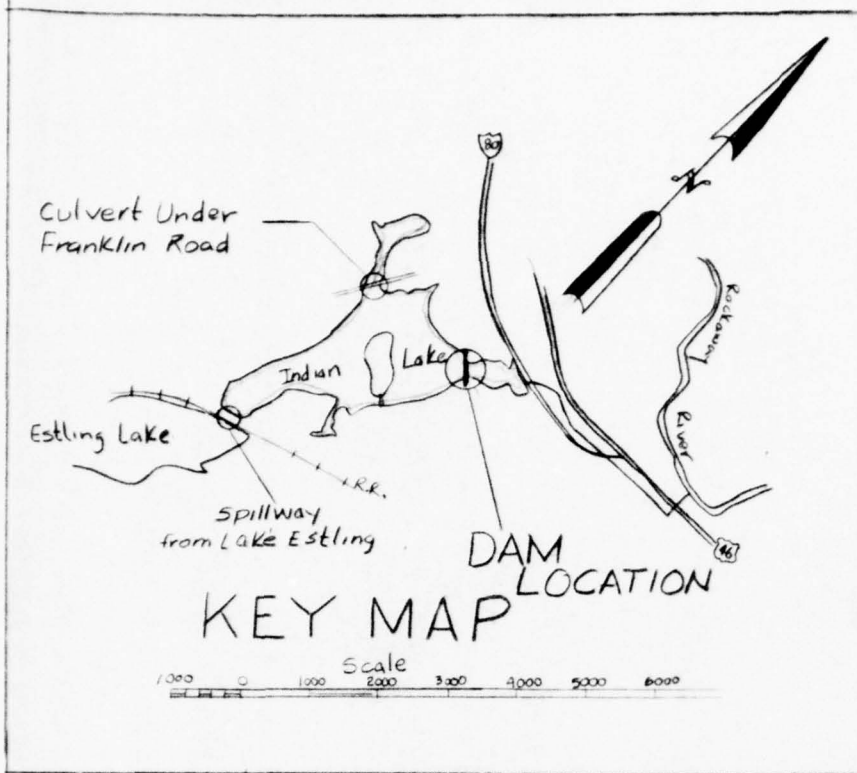 80
N
Culvert Under
Franklin Road
Rockaway
River
Indian
Lake
Estling Lake
R.R.
Spillway
from Lake Estling
DAM
LOCATION
46
KEY MAP
Scale
1000 0 1000 2000 3000 4000 5000 6000